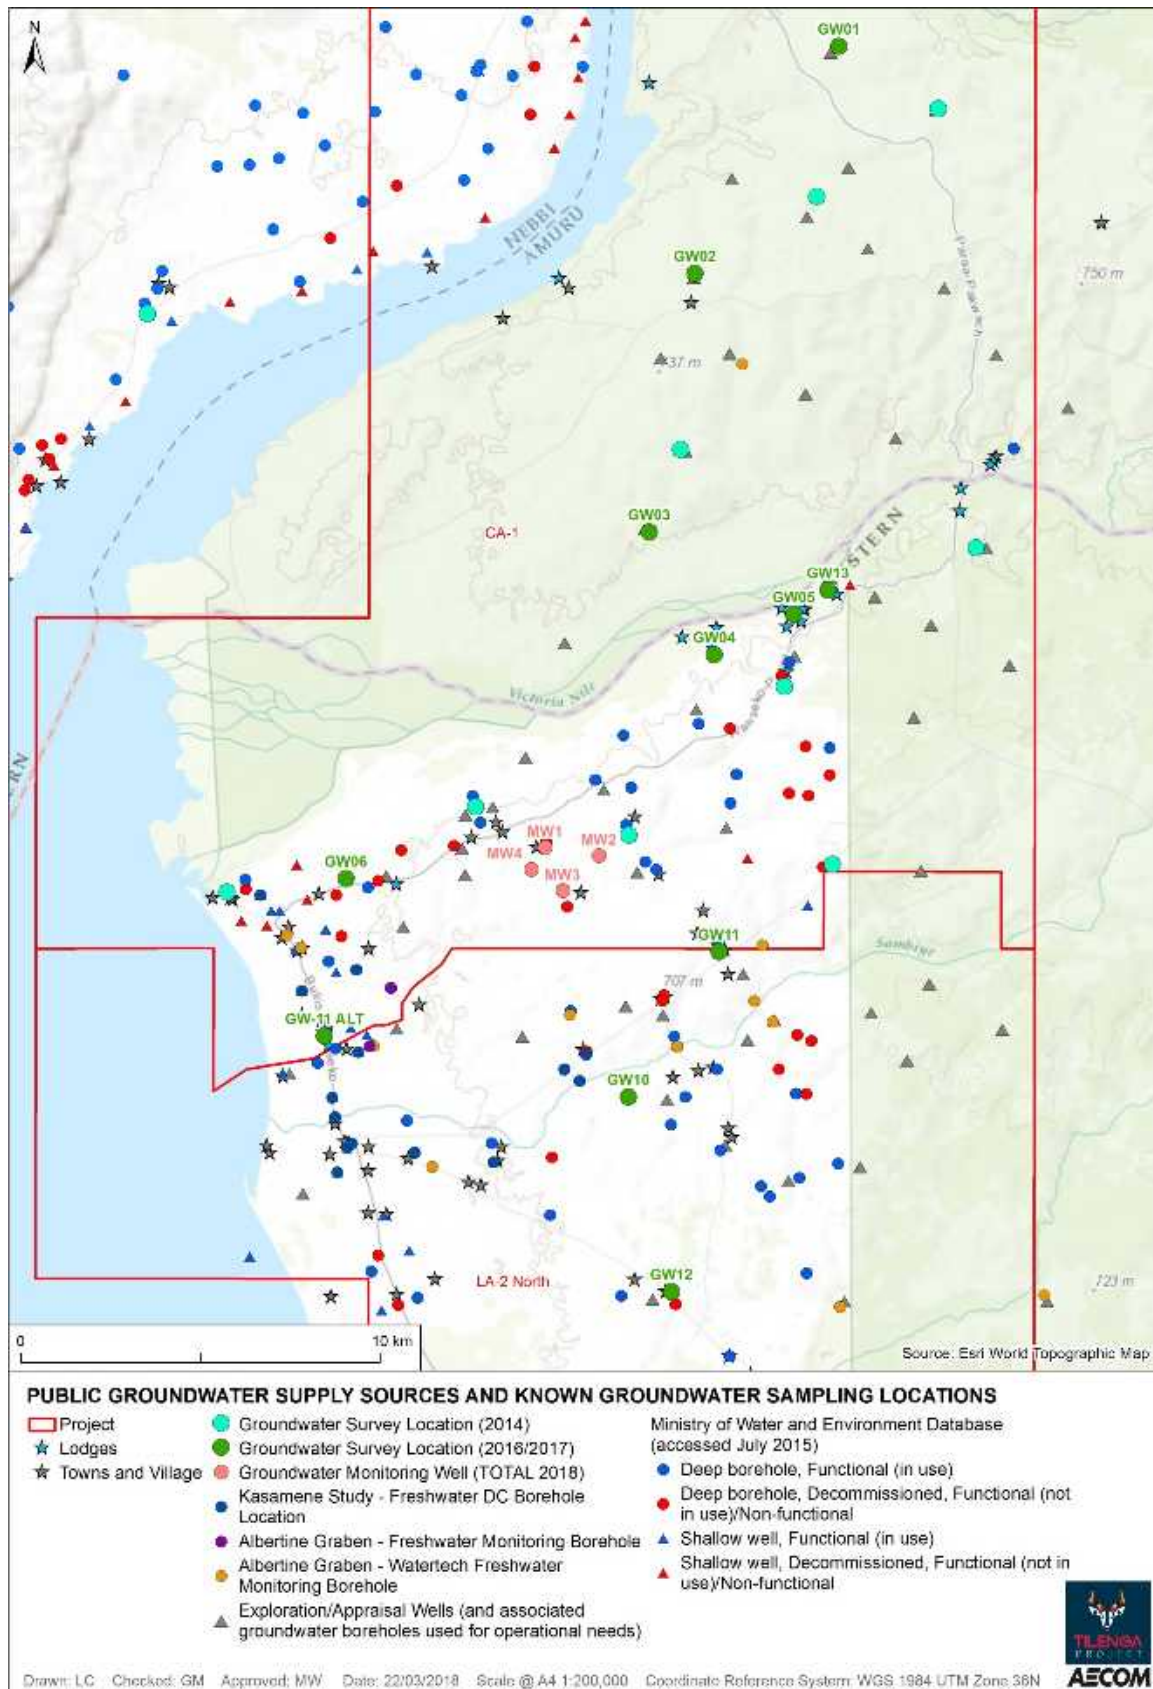 N
GW01
NEBBI
AMURU
GW02
750 m
737 m
Paraa-Pakwach
CA-1
GW03
STERN
GW13
GW05
GW04
Victoria Nile
ERN
MW1
MW2
MW4
MW3
GW06
GW11
Sambiye
707 m
GW-11 ALT
GW10
LA-2 North
GW12
723 m
0
10 km
Source: Esri World Topographic Map
PUBLIC GROUNDWATER SUPPLY SOURCES AND KNOWN GROUNDWATER SAMPLING LOCATIONS
Project
Lodges
Towns and Village
Groundwater Survey Location (2014)
Groundwater Survey Location (2016/2017)
Groundwater Monitoring Well (TOTAL 2018)
Kasamene Study - Freshwater DC Borehole
Location
Albertine Graben - Freshwater Monitoring Borehole
Albertine Graben - Watertech Freshwater
Monitoring Borehole
Exploration/Appraisal Wells (and associated
groundwater boreholes used for operational needs)
Ministry of Water and Environment Database
(accessed July 2015)
Deep borehole, Functional (in use)
Deep borehole, Decommissioned, Functional (not
in use)/Non-functional
Shallow well, Functional (in use)
Shallow well, Decommissioned, Functional (not in
use)/Non-functional
TILENGA
PROJECT
AECOM
Drawn: LC Checked: GM Approved: MW Date: 22/03/2018 Scale @ A4 1:200,000 Coordinate Reference System: WGS 1984 UTM Zone 36N